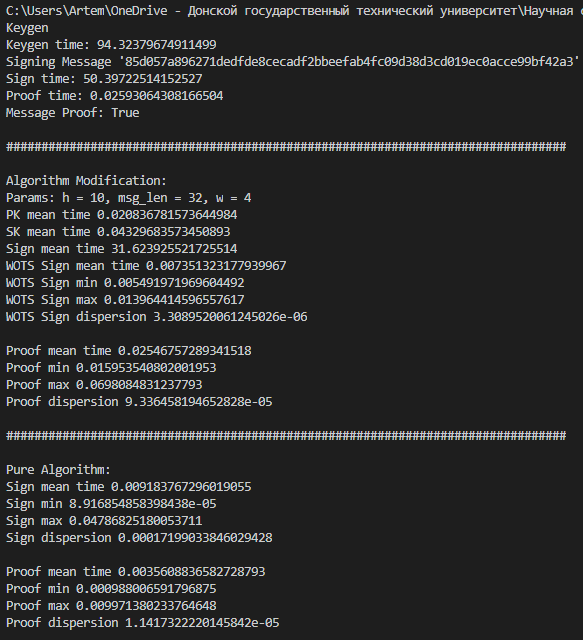 C:\Users\Artem\OneDrive - Донской государственный технический университет\Научная
Keygen
Keygen time: 94.32379674911499
Signing Message '85d057a896271dedfde8cecadf2bbeefab4fc09d38d3cd019ec0acce99bf42a3'
Sign time: 50.39722514152527
Proof time: 0.02593064308166504
Message Proof: True
################################################################################
Algorithm Modification:
Params: h = 10, msg_len = 32, w = 4
PK mean time 0.020836781573644984
SK mean time 0.04329683573450893
Sign mean time 31.623925521725514
WOTS Sign mean time 0.007351323177939967
WOTS Sign min 0.005491971969604492
WOTS Sign max 0.013964414596557617
WOTS Sign dispersion 3.3089520061245026e-06
Proof mean time 0.02546757289341518
Proof min 0.015953540802001953
Proof max 0.0698084831237793
Proof dispersion 9.336458194652828e-05
################################################################################
Pure Algorithm:
Sign mean time 0.009183767296019055
Sign min 8.916854858398438e-05
Sign max 0.04786825180053711
Sign dispersion 0.00017199033846029428
Proof mean time 0.0035608836582728793
Proof min 0.000988006591796875
Proof max 0.009971380233764648
Proof dispersion 1.1417322220145842e-05